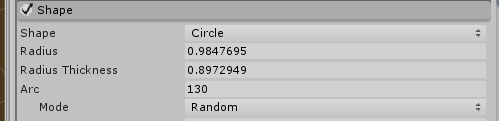 Shape
Shape Circle
Radius 0.9847695
Radius Thickness 0.8972949
Arc 130
Mode Random